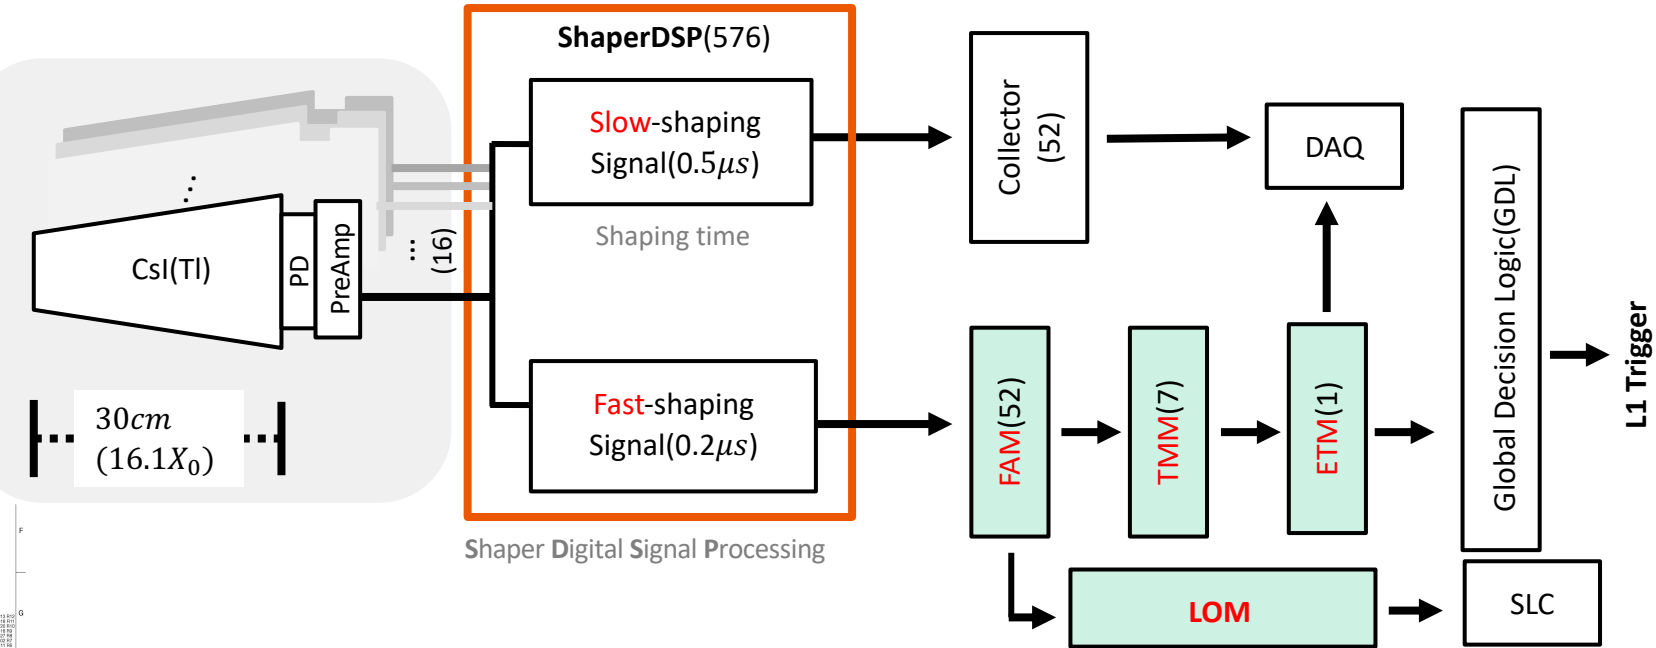 ShaperDSP(576)
Slow-shaping
Signal(0.5μs)
Shaping time
Fast-shaping
Signal(0.2μs)
Shaper Digital Signal Processing
CsI(Tl)
PD
PreAmp
...
... (16)
30cm
(16.1X₀)
Collector
(52)
DAQ
FAM(52)
TMM(7)
ETM(1)
Global Decision Logic(GDL)
L1 Trigger
LOM
SLC
F
G